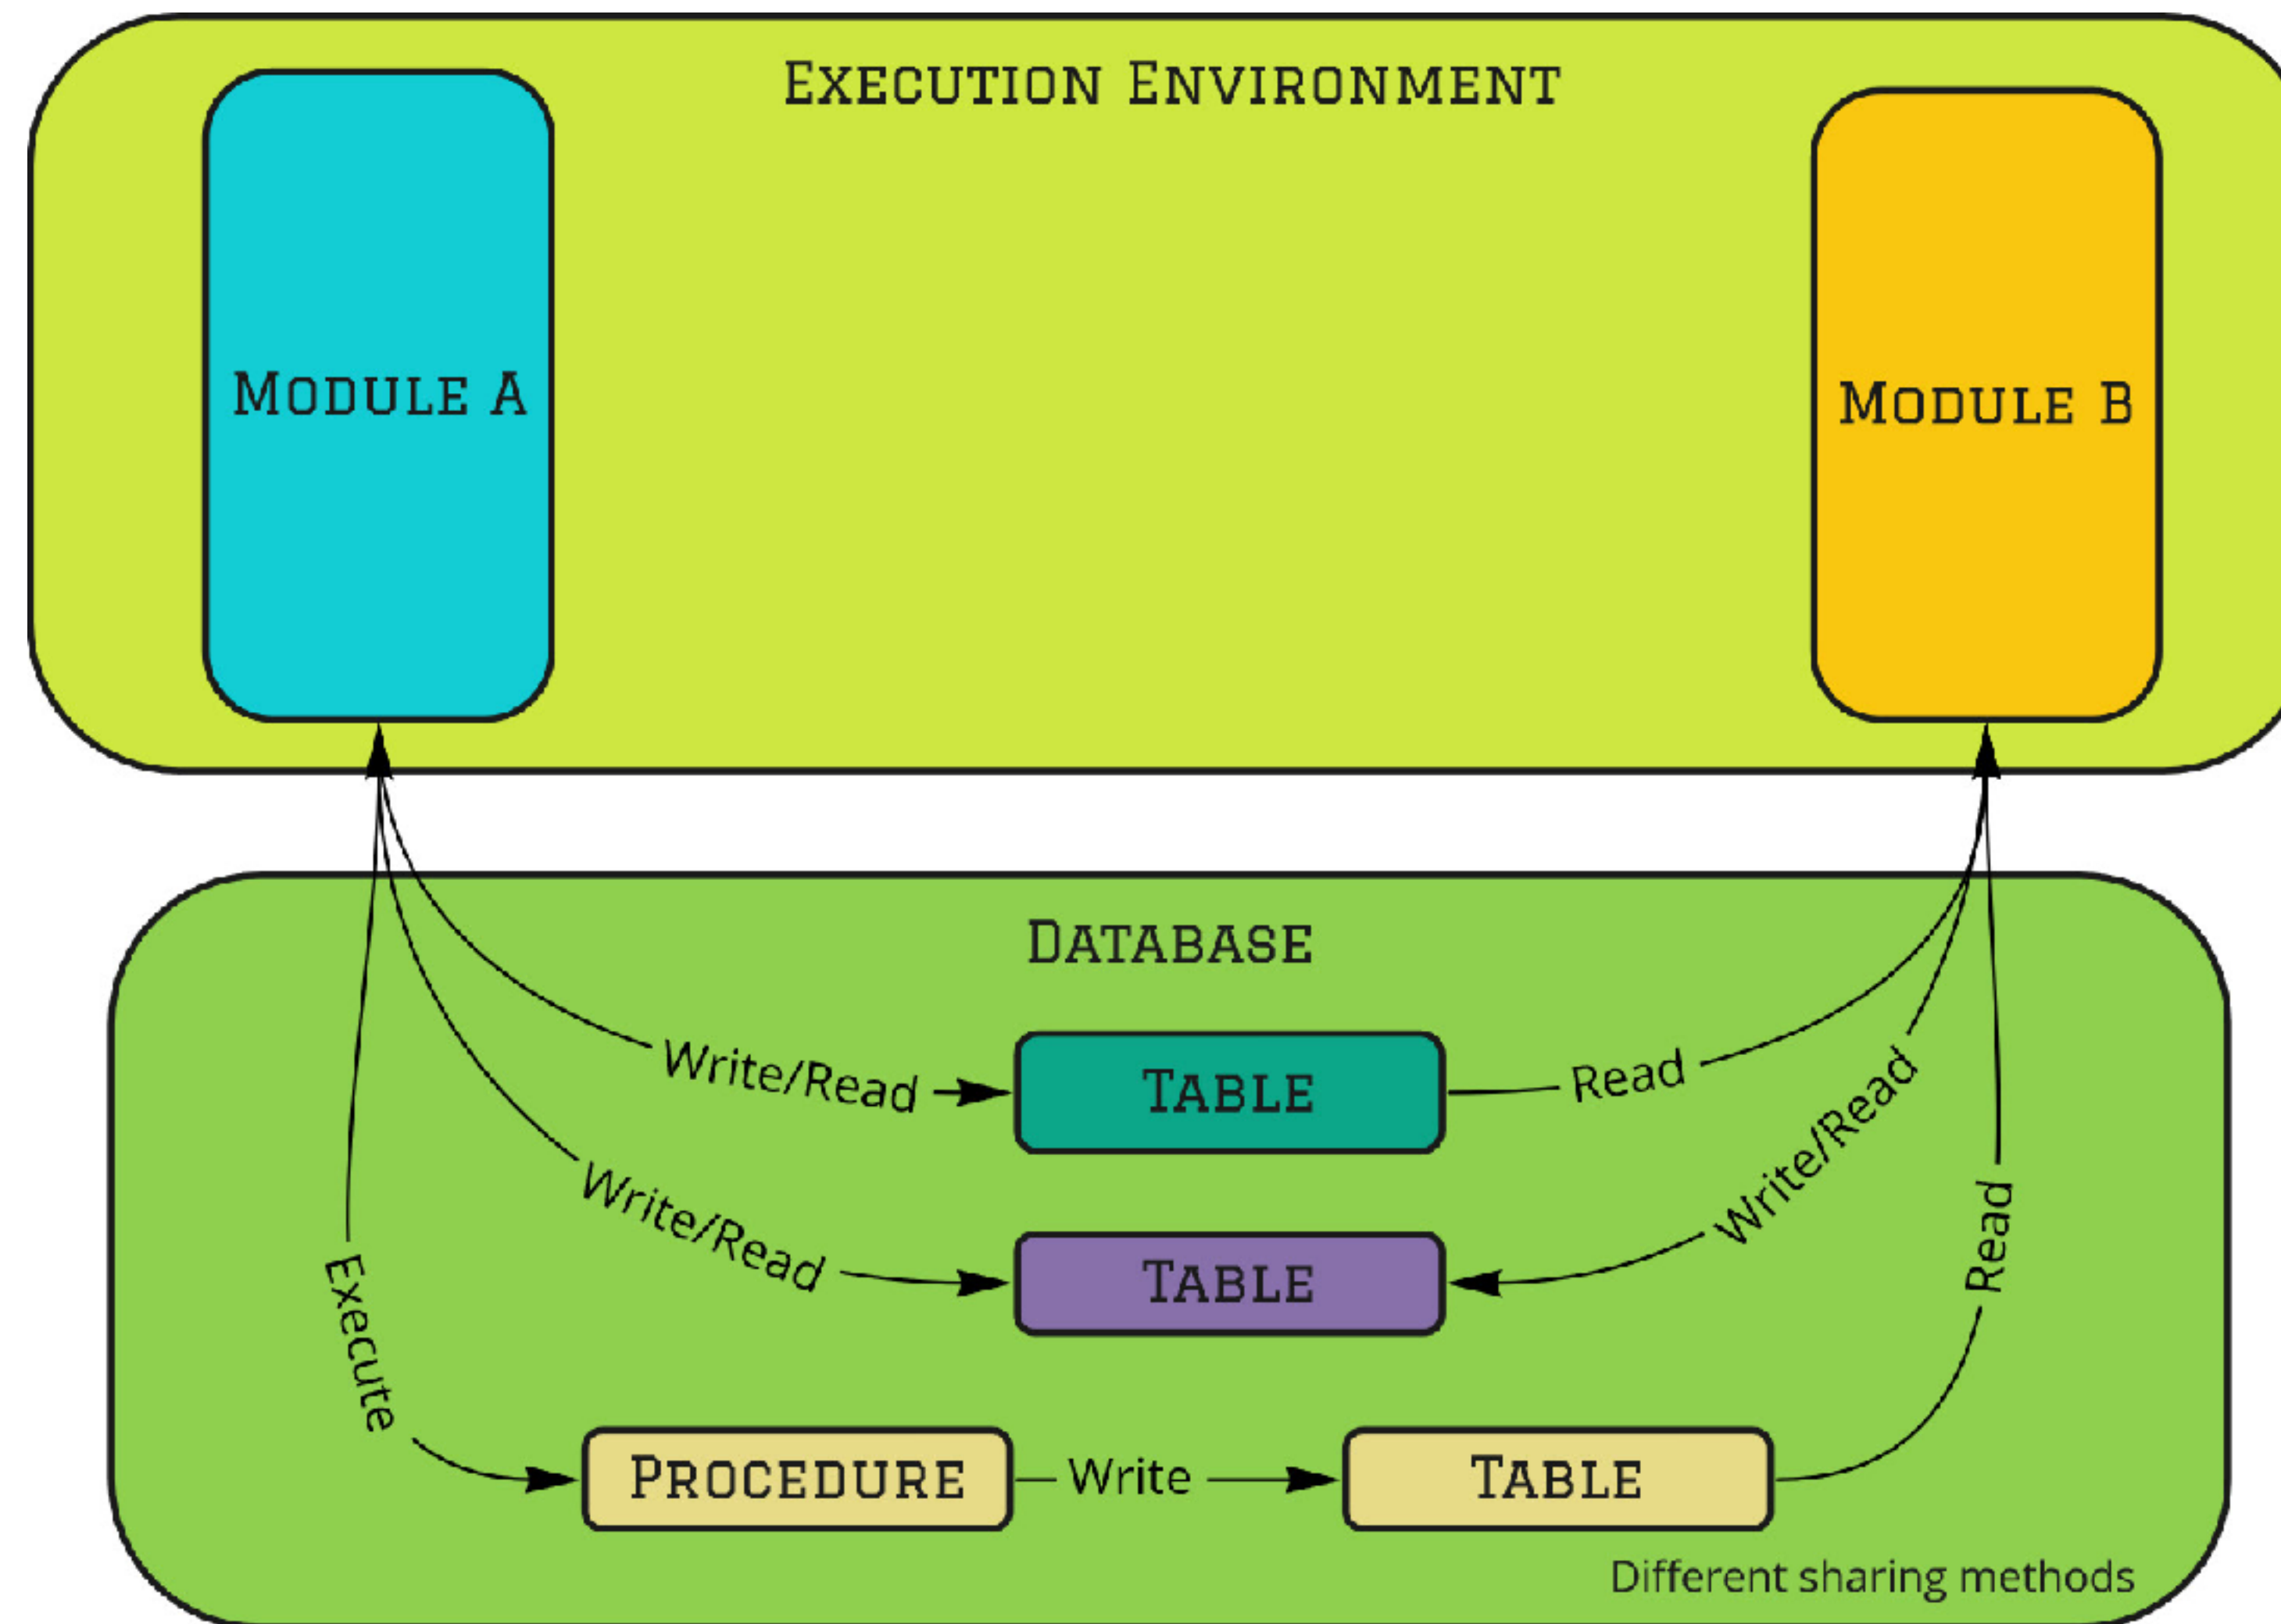 Execution Environment
Module A
Module B
Database
Write/Read
Table
Read
Write/Read
Table
Write/Read
Execute
Read
Procedure
Write
Table
Different sharing methods